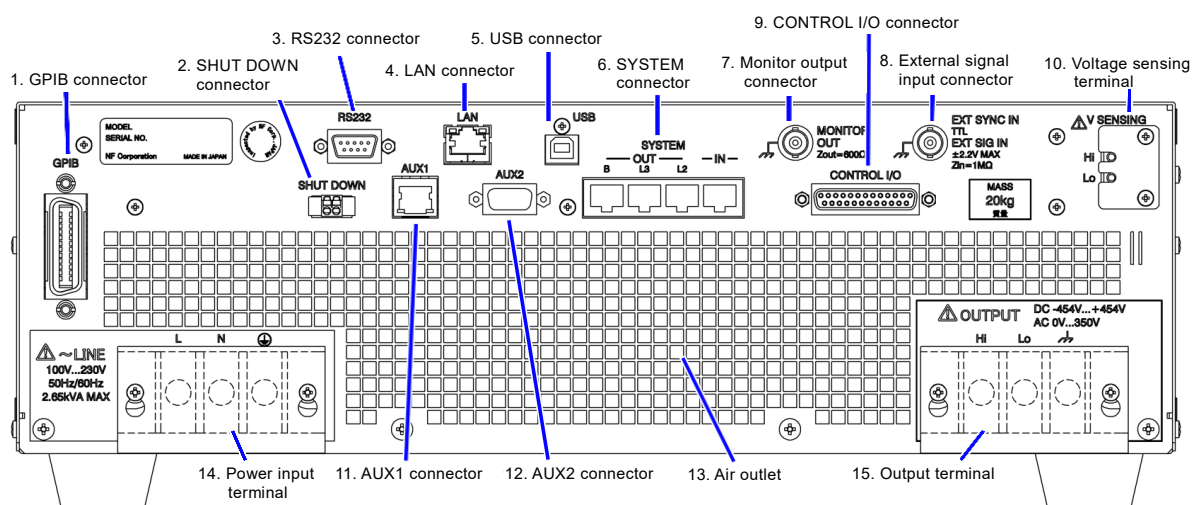 9. CONTROL I/O connector
3. RS232 connector
5. USB connector
2. SHUT DOWN
connector
4. LAN connector
6. SYSTEM
connector
7. Monitor output
connector
8. External signal
input connector
10. Voltage sensing
terminal
1. GPIB connector
MODEL
SERIAL NO.
NF Corporation MADE IN JAPAN
RS232
LAN
USB
SYSTEM
OUT
IN
B L3 L2
MONITOR
OUT
Zout=600Ω
EXT SYNC IN
TTL
EXT SIG IN
±2.2V MAX
Zin=1MΩ
V SENSING
Hi
Lo
GPIB
SHUT DOWN
AUX1
AUX2
CONTROL I/O
MASS
20kg
質量
~LINE
100V...230V
50Hz/60Hz
2.65kVA MAX
L N
OUTPUT
DC -454V...+454V
AC 0V...350V
Hi Lo
14. Power input
terminal
11. AUX1 connector
12. AUX2 connector
13. Air outlet
15. Output terminal